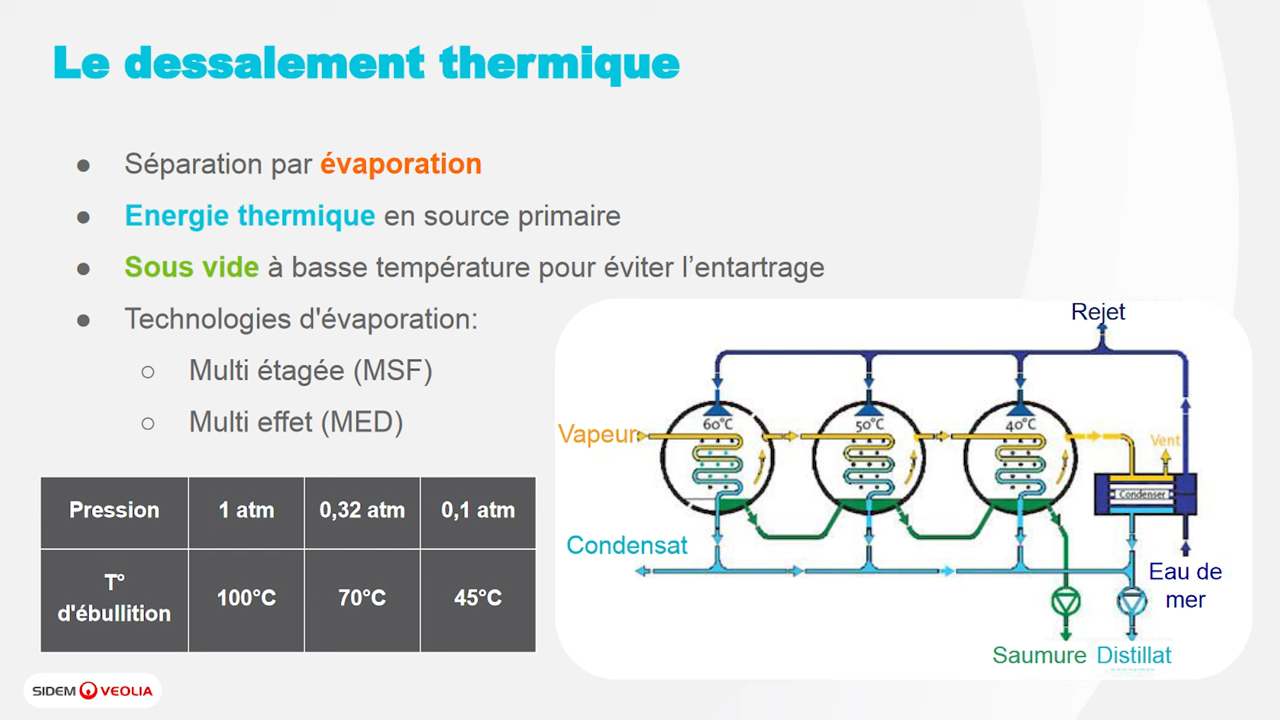 Le dessalement thermique
● Séparation par évaporation
● Energie thermique en source primaire
● Sous vide à basse température pour éviter l’entartrage
● Technologies d'évaporation:
○ Multi étagée (MSF)
○ Multi effet (MED)
Pression 1 atm 0,32 atm 0,1 atm
T° d'ébullition 100°C 70°C 45°C
Rejet
60°C 50°C 40°C
Vapeur
Vent
Condenser
Condensat
Eau de
mer
Saumure Distillat
SIDEM VEOLIA